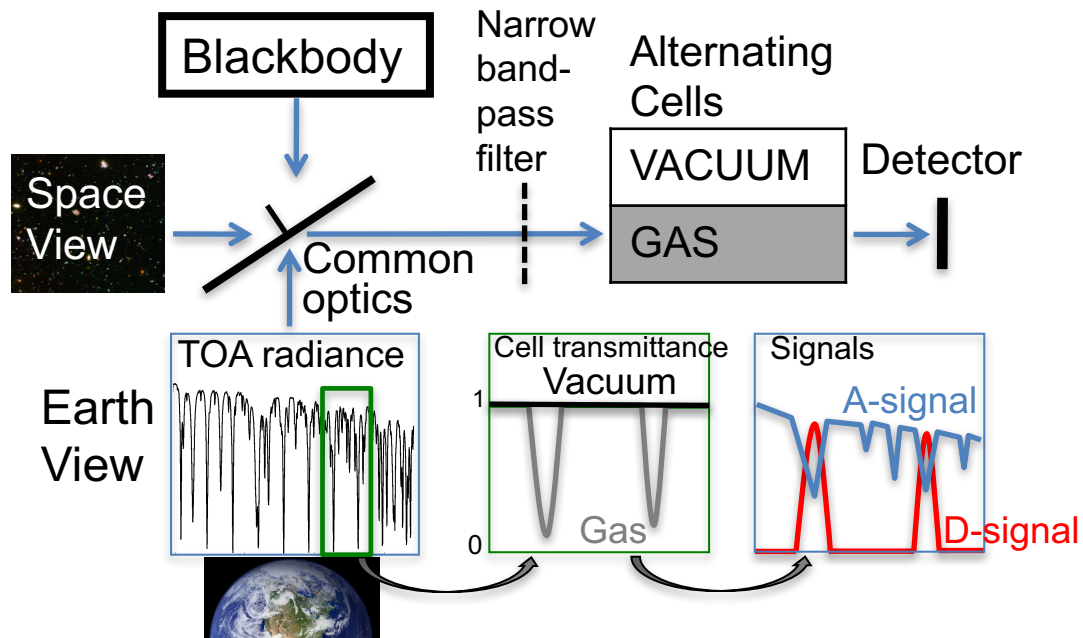 Blackbody
Narrow
band-
pass
filter
Alternating
Cells
VACUUM
GAS
Detector
Space
View
Common
optics
Earth
View
TOA radiance
Cell transmittance
Vacuum
1
0
Gas
Signals
A-signal
D-signal